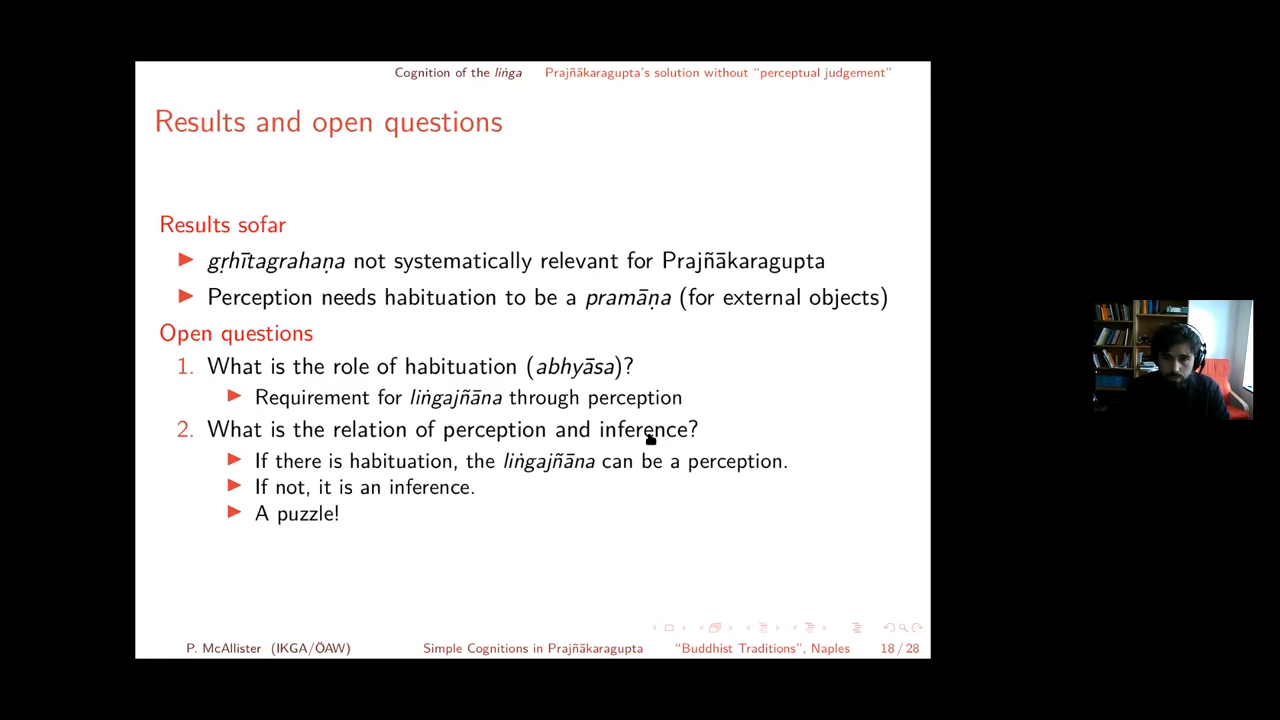 Cognition of the liṅga Prajñākaragupta's solution without “perceptual judgement”
Results and open questions
Results sofar
gṛhītagrahaṇa not systematically relevant for Prajñākaragupta
Perception needs habituation to be a pramāṇa (for external objects)
Open questions
1. What is the role of habituation (abhyāsa)?
Requirement for liṅgajñāna through perception
2. What is the relation of perception and inference?
If there is habituation, the liṅgajñāna can be a perception.
If not, it is an inference.
A puzzle!
P. McAllister (IKGA/ÖAW) Simple Cognitions in Prajñākaragupta “Buddhist Traditions”, Naples 18 / 28